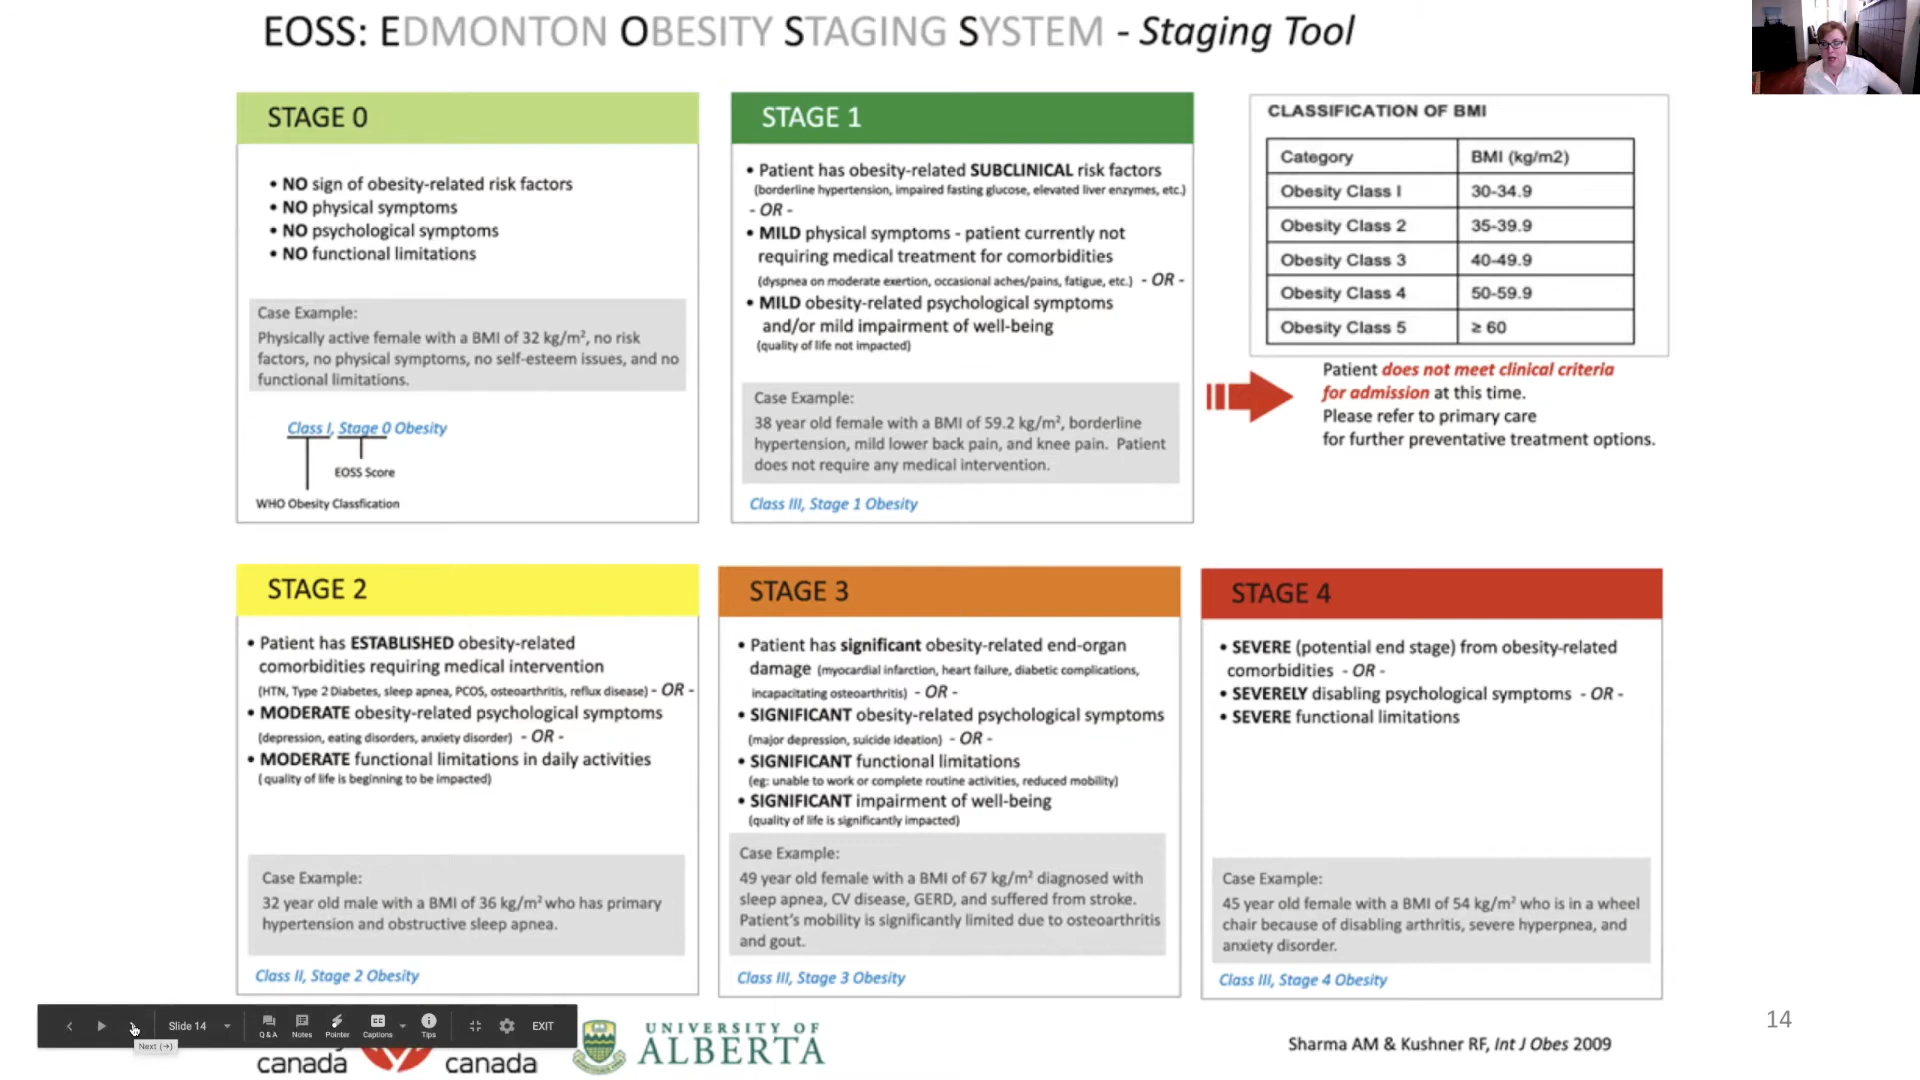 EOSS: EDMONTON OBESITY STAGING SYSTEM - Staging Tool
STAGE 0
• NO sign of obesity-related risk factors
• NO physical symptoms
• NO psychological symptoms
• NO functional limitations
Case Example:
Physically active female with a BMI of 32 kg/m², no risk
factors, no physical symptoms, no self-esteem issues, and no
functional limitations.
Class I, Stage 0 Obesity
EOSS Score
WHO Obesity Classfication
STAGE 1
• Patient has obesity-related SUBCLINICAL risk factors
(borderline hypertension, impaired fasting glucose, elevated liver enzymes, etc.)
- OR -
• MILD physical symptoms - patient currently not
requiring medical treatment for comorbidities
(dyspnea on moderate exertion, occasional aches/pains, fatigue, etc.) - OR -
• MILD obesity-related psychological symptoms
and/or mild impairment of well-being
(quality of life not impacted)
Case Example:
38 year old female with a BMI of 59.2 kg/m², borderline
hypertension, mild lower back pain, and knee pain. Patient
does not require any medical intervention.
Class III, Stage 1 Obesity
CLASSIFICATION OF BMI
Category BMI (kg/m2)
Obesity Class I 30-34.9
Obesity Class 2 35-39.9
Obesity Class 3 40-49.9
Obesity Class 4 50-59.9
Obesity Class 5 ≥ 60
Patient does not meet clinical criteria
for admission at this time.
Please refer to primary care
for further preventative treatment options.
STAGE 2
• Patient has ESTABLISHED obesity-related
comorbidities requiring medical intervention
(HTN, Type 2 Diabetes, sleep apnea, PCOS, osteoarthritis, reflux disease) - OR -
• MODERATE obesity-related psychological symptoms
(depression, eating disorders, anxiety disorder) - OR -
• MODERATE functional limitations in daily activities
(quality of life is beginning to be impacted)
Case Example:
32 year old male with a BMI of 36 kg/m² who has primary
hypertension and obstructive sleep apnea.
Class II, Stage 2 Obesity
STAGE 3
• Patient has significant obesity-related end-organ
damage (myocardial infarction, heart failure, diabetic complications,
incapacitating osteoarthritis) - OR -
• SIGNIFICANT obesity-related psychological symptoms
(major depression, suicide ideation) - OR -
• SIGNIFICANT functional limitations
(eg: unable to work or complete routine activities, reduced mobility)
• SIGNIFICANT impairment of well-being
(quality of life is significantly impacted)
Case Example:
49 year old female with a BMI of 67 kg/m² diagnosed with
sleep apnea, CV disease, GERD, and suffered from stroke.
Patient's mobility is significantly limited due to osteoarthritis
and gout.
Class III, Stage 3 Obesity
STAGE 4
• SEVERE (potential end stage) from obesity-related
comorbidities - OR -
• SEVERELY disabling psychological symptoms - OR -
• SEVERE functional limitations
Case Example:
45 year old female with a BMI of 54 kg/m² who is in a wheel
chair because of disabling arthritis, severe hyperpnea, and
anxiety disorder.
Class III, Stage 4 Obesity
Slide 14
Q&A Notes Pointer Captions Tips EXIT
Next (→)
canada
canada
UNIVERSITY OF
ALBERTA
Sharma AM & Kushner RF, Int J Obes 2009
14